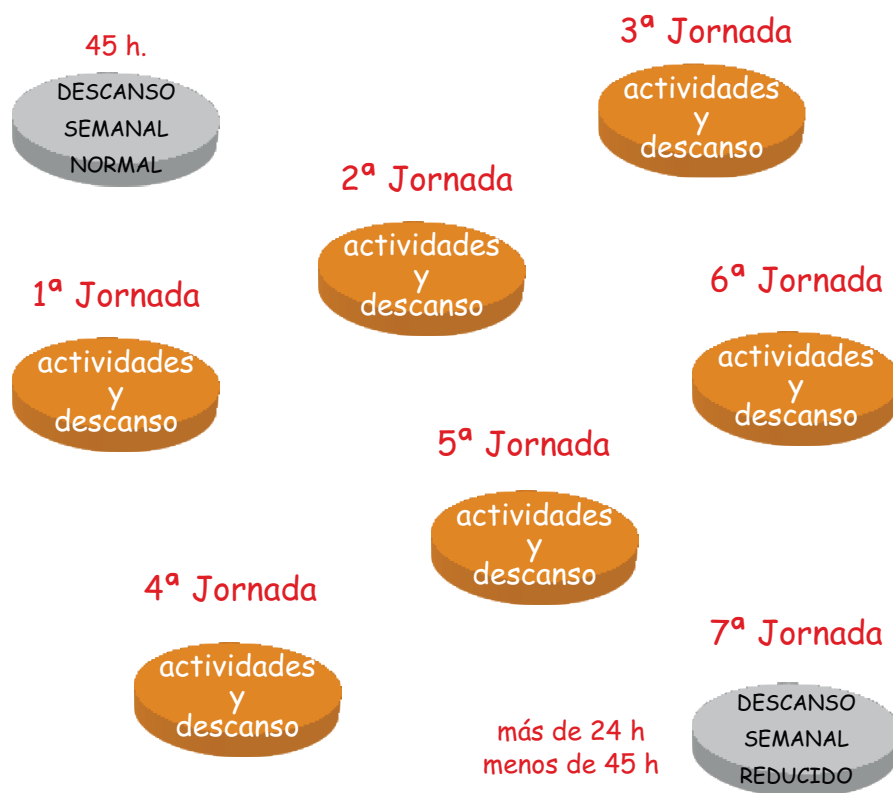 45 h.
DESCANSO
SEMANAL
NORMAL
1ª Jornada
actividades
y
descanso
2ª Jornada
actividades
y
descanso
3ª Jornada
actividades
y
descanso
4ª Jornada
actividades
y
descanso
5ª Jornada
actividades
y
descanso
6ª Jornada
actividades
y
descanso
7ª Jornada
DESCANSO
SEMANAL
REDUCIDO
más de 24 h
menos de 45 h